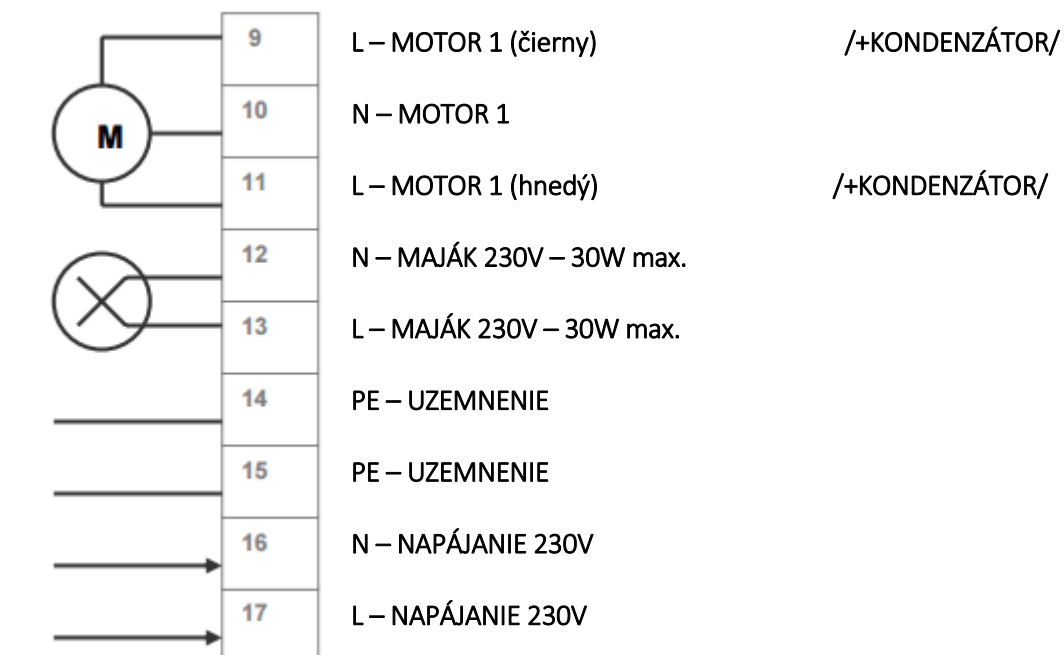 9 L – MOTOR 1 (čierny) /+KONDENZÁTOR/
M
10 N – MOTOR 1
11 L – MOTOR 1 (hnedý) /+KONDENZÁTOR/
12 N – MAJÁK 230V – 30W max.
13 L – MAJÁK 230V – 30W max.
14 PE – UZEMNENIE
15 PE – UZEMNENIE
16 N – NAPÁJANIE 230V
17 L – NAPÁJANIE 230V